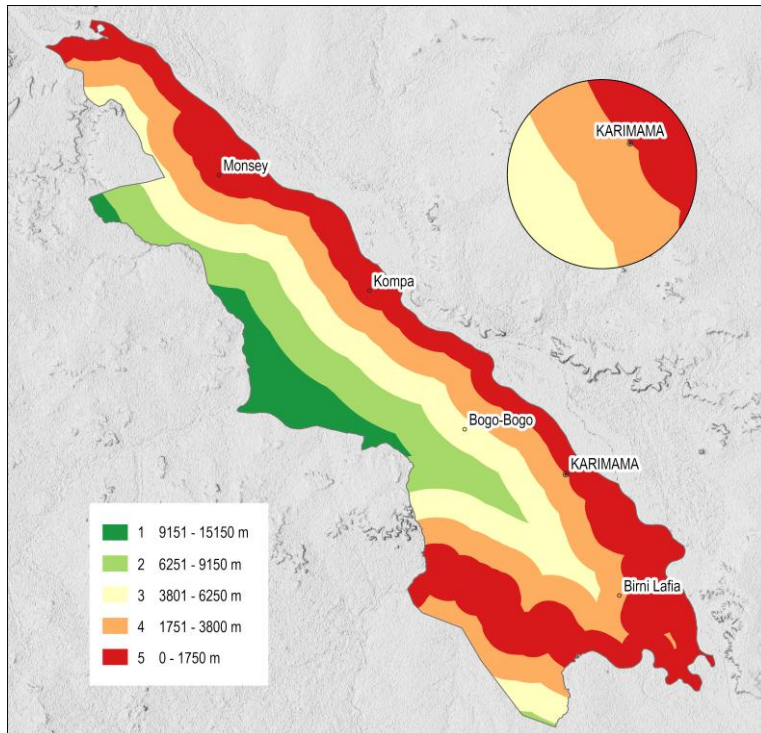 KARIMAMA
Monsey
Kompa
Bogo-Bogo
KARIMAMA
Birni Lafia
1 9151 - 15150 m
2 6251 - 9150 m
3 3801 - 6250 m
4 1751 - 3800 m
5 0 - 1750 m